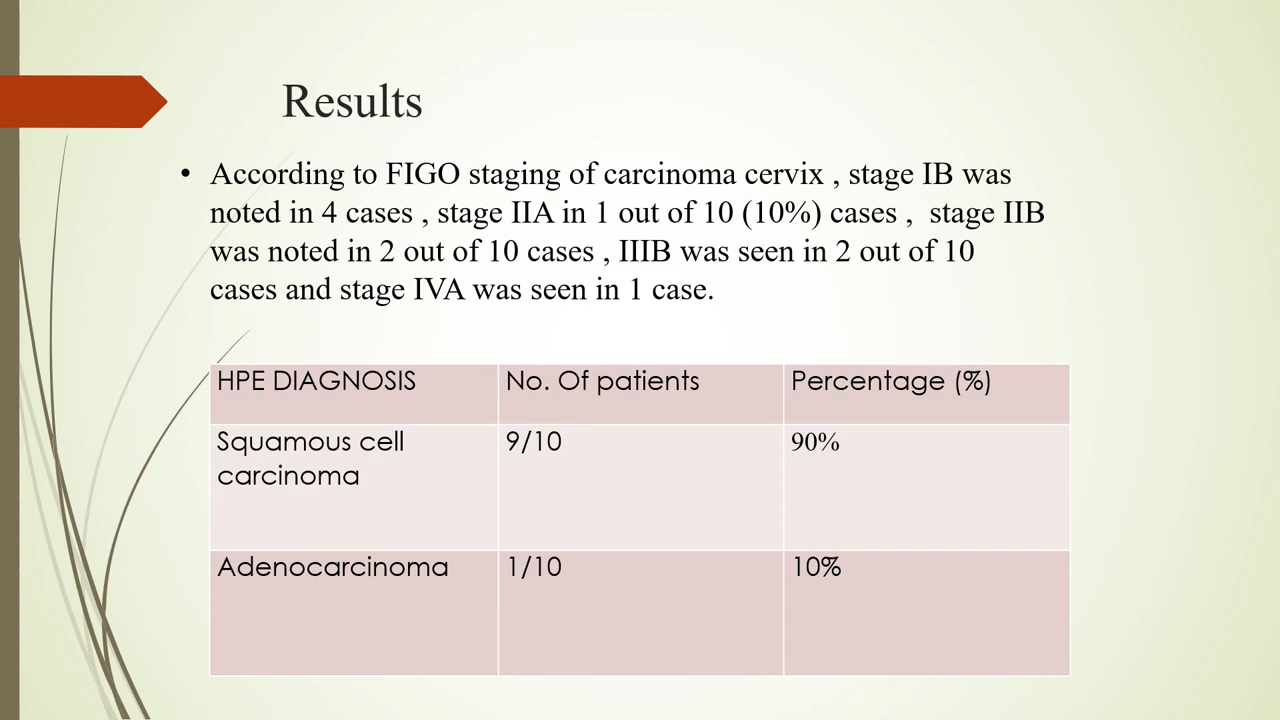 Results
• According to FIGO staging of carcinoma cervix , stage IB was
noted in 4 cases , stage IIA in 1 out of 10 (10%) cases ,  stage IIB
was noted in 2 out of 10 cases , IIIB was seen in 2 out of 10
cases and stage IVA was seen in 1 case.
HPE DIAGNOSIS No. Of patients Percentage (%)
Squamous cell 9/10 90%
carcinoma
Adenocarcinoma 1/10 10%